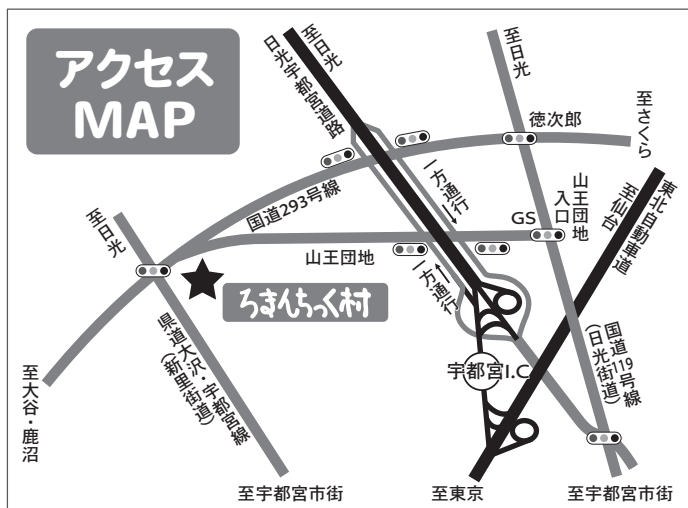 アクセス
MAP
至日光
日光宇都宮道路
至日光
徳次郎
至さくら
国道293号線
一方通行
GS
山王団地
入口
東北自動車道
至仙台
至日光
山王団地
一方通行
ろまんちっく村
県道大沢・宇都宮線
(新里街道)
宇都宮I.C.
国道119号線
(日光街道)
至大谷・鹿沼
至宇都宮市街
至東京
至宇都宮市街